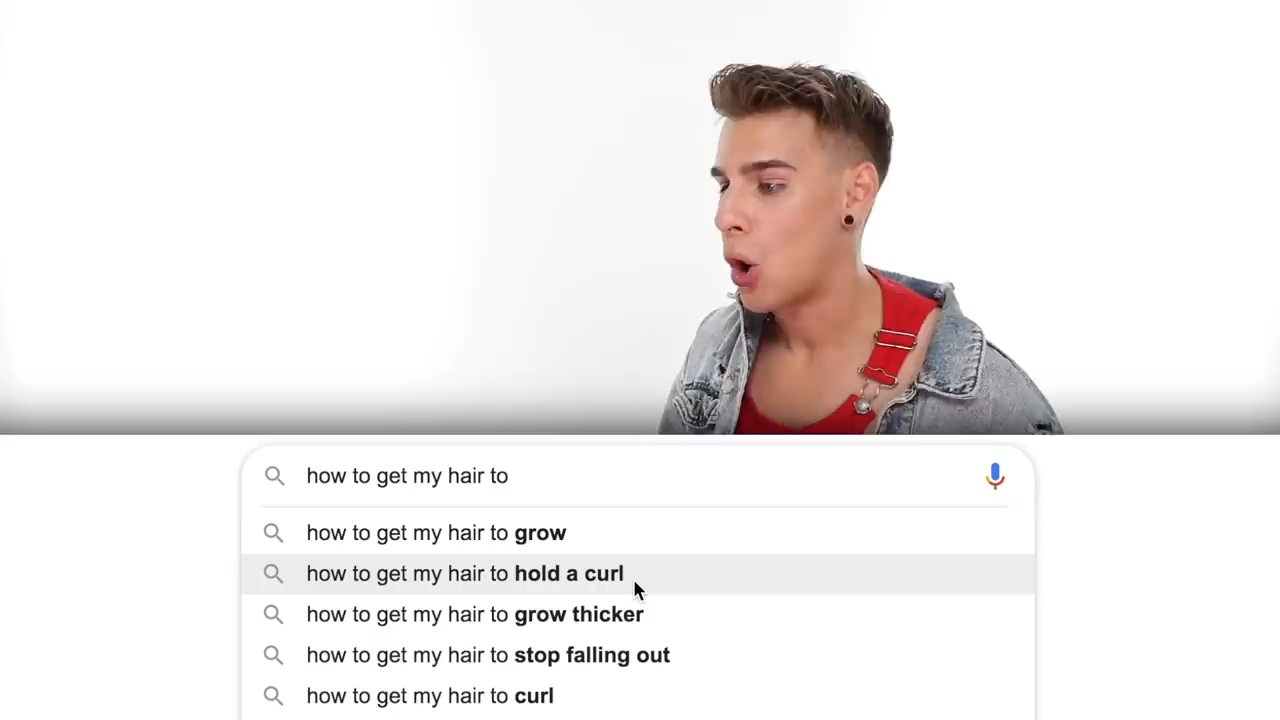 how to get my hair to
how to get my hair to grow
how to get my hair to hold a curl
how to get my hair to grow thicker
how to get my hair to stop falling out
how to get my hair to curl